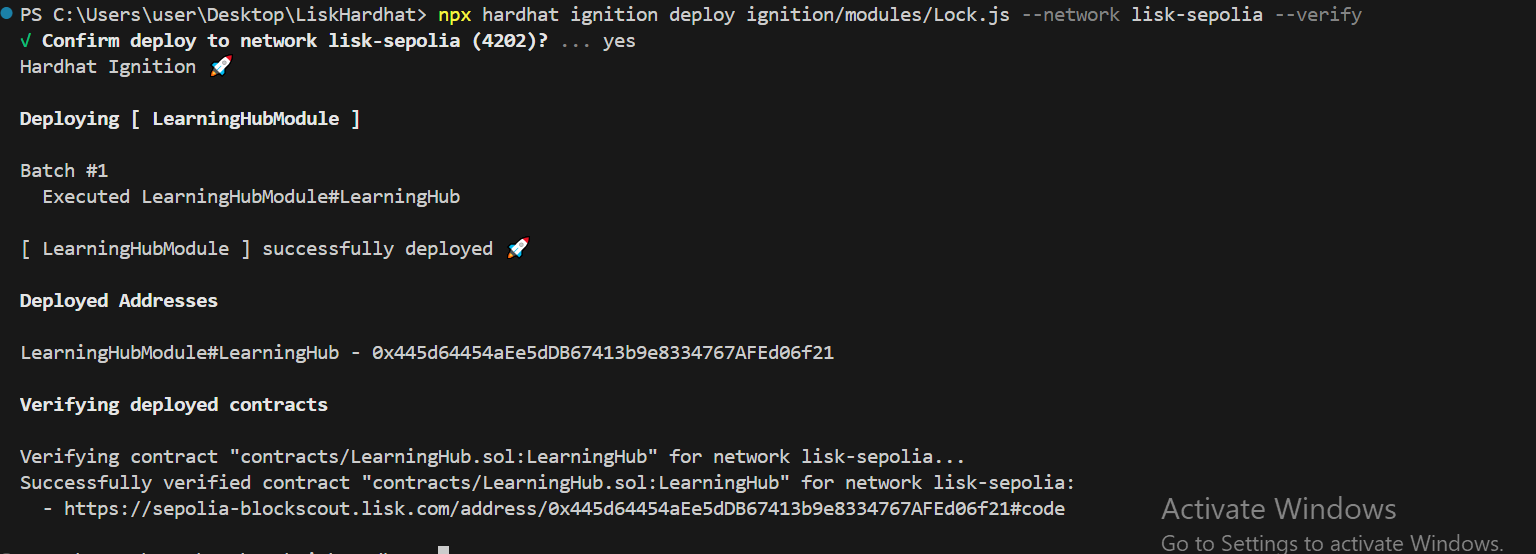 PS C:\Users\user\Desktop\LiskHardhat> npx hardhat ignition deploy ignition/modules/Lock.js --network lisk-sepolia --verify
√ Confirm deploy to network lisk-sepolia (4202)? ... yes
Hardhat Ignition 🚀
Deploying [ LearningHubModule ]
Batch #1
Executed LearningHubModule#LearningHub
[ LearningHubModule ] successfully deployed 🚀
Deployed Addresses
LearningHubModule#LearningHub - 0x445d64454aEe5dDB67413b9e8334767AFEd06f21
Verifying deployed contracts
Verifying contract "contracts/LearningHub.sol:LearningHub" for network lisk-sepolia...
Successfully verified contract "contracts/LearningHub.sol:LearningHub" for network lisk-sepolia:
- https://sepolia-blockscout.lisk.com/address/0x445d64454aEe5dDB67413b9e8334767AFEd06f21#code
Activate Windows
Go to Settings to activate Windows.